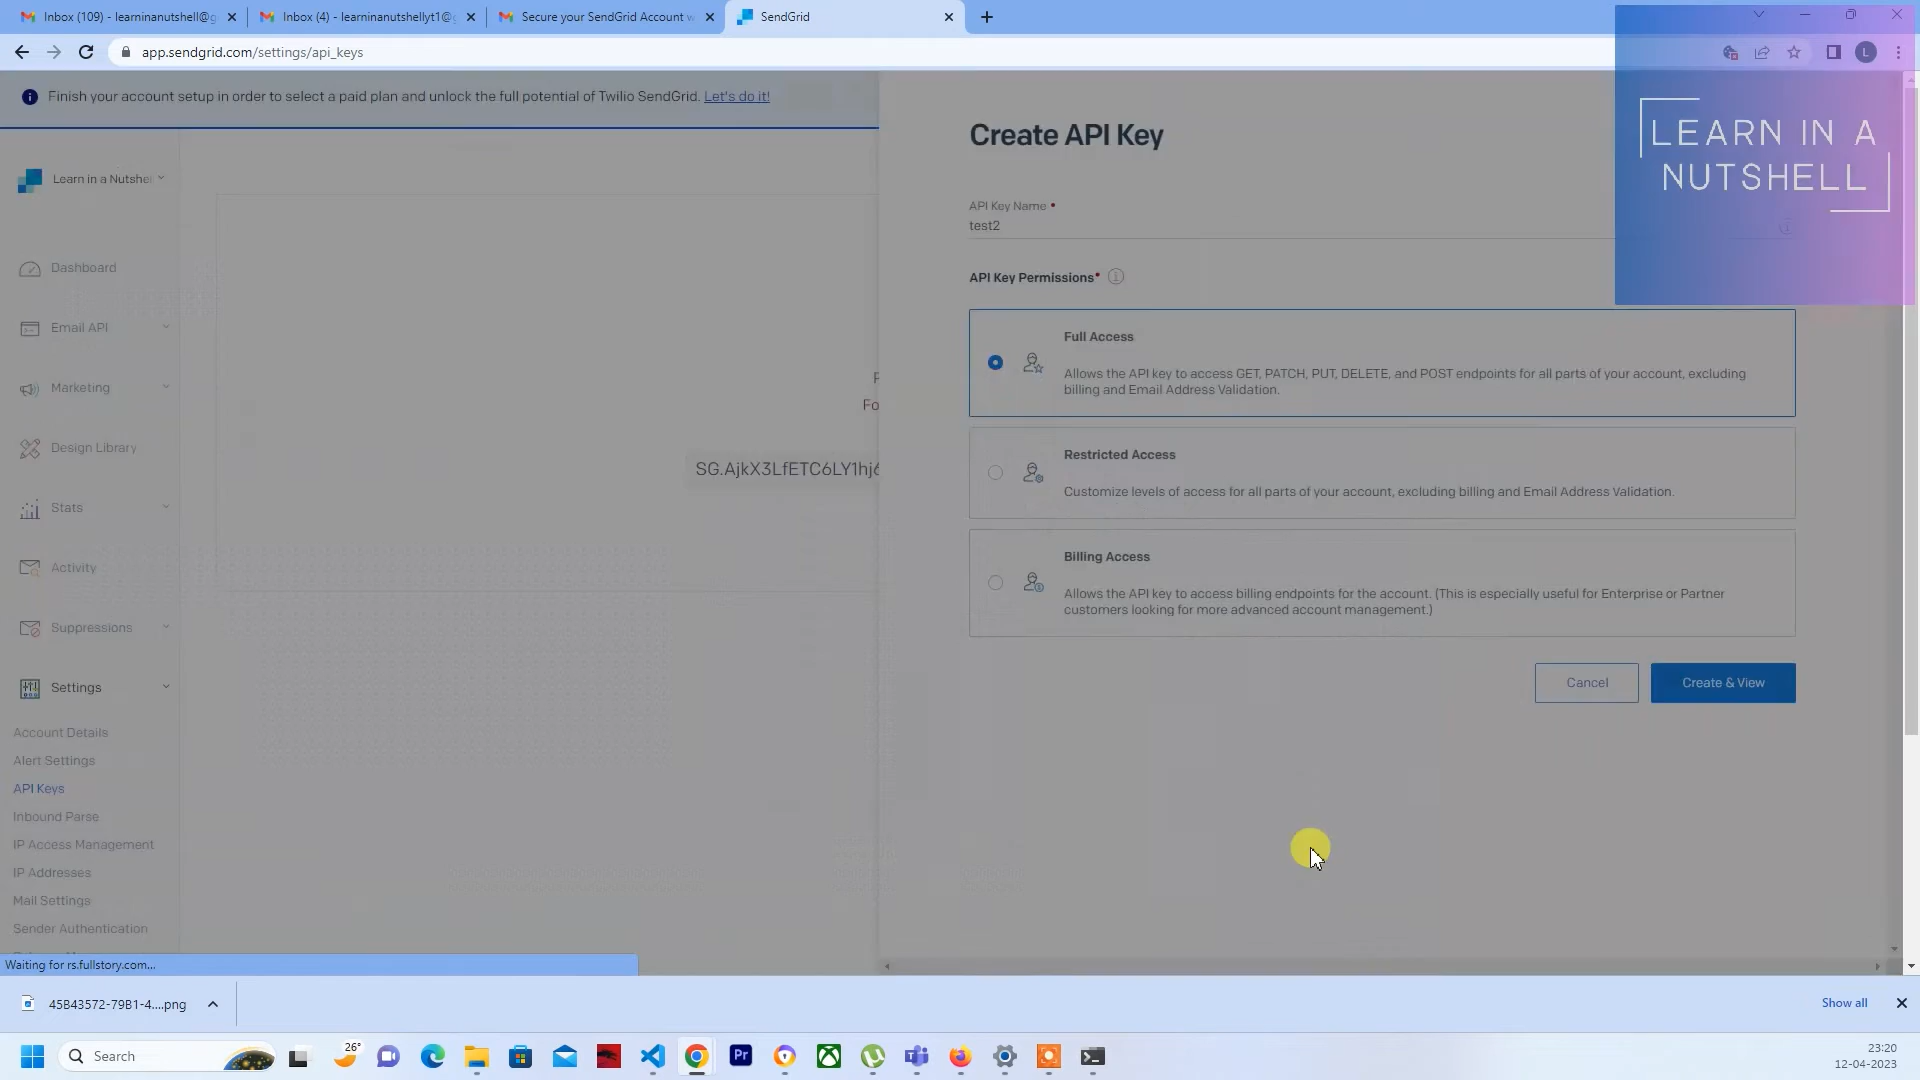 Inbox (109) - learninanutshell@g
Inbox (4) - learninanutshellyt1@g
Secure your SendGrid Account w
SendGrid
app.sendgrid.com/settings/api_keys
L
Finish your account setup in order to select a paid plan and unlock the full potential of Twilio SendGrid. Let's do it!
LEARN IN A
NUTSHELL
Learn in a Nutshel
Dashboard
Email API
Marketing
Design Library
Stats
Activity
Suppressions
Settings
Account Details
Alert Settings
API Keys
Inbound Parse
IP Access Management
IP Addresses
Mail Settings
Sender Authentication
Fo
SG.AjkX3LfETC6LY1hj6
Create API Key
API Key Name •
test2
API Key Permissions*
Full Access
Allows the API key to access GET, PATCH, PUT, DELETE, and POST endpoints for all parts of your account, excluding
billing and Email Address Validation.
Restricted Access
Customize levels of access for all parts of your account, excluding billing and Email Address Validation.
Billing Access
Allows the API key to access billing endpoints for the account. (This is especially useful for Enterprise or Partner
customers looking for more advanced account management.)
Cancel
Create & View
Waiting for rs.fullstory.com...
45B43572-79B1-4....png
Show all
Search
26°
Pr
23:20
12-04-2023